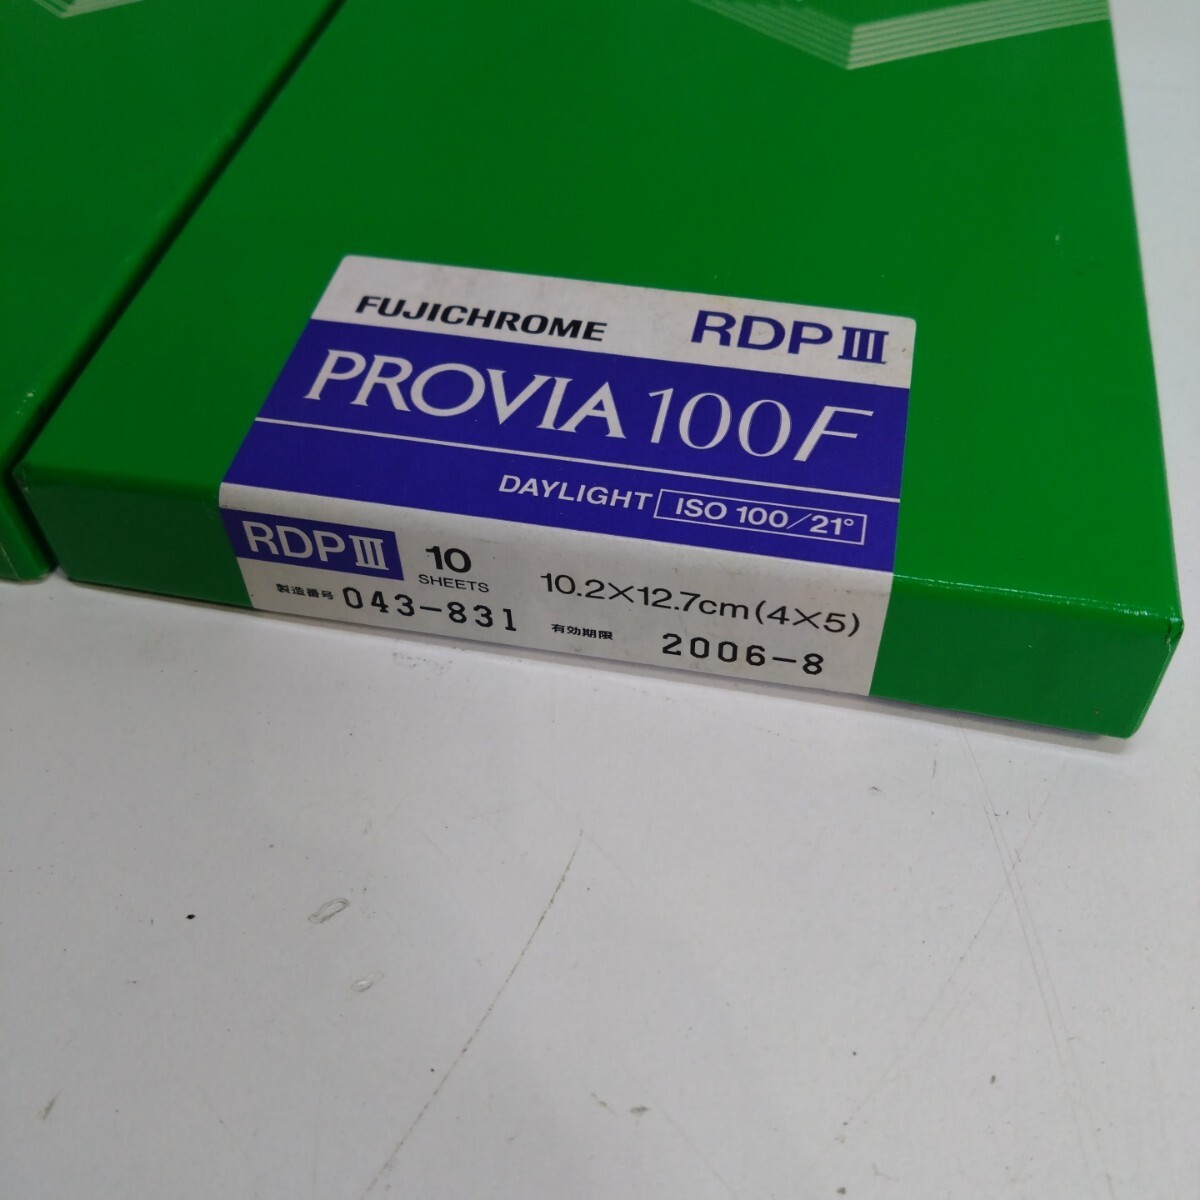 FUJICHROME RDPIII
PROVIA 100F
DAYLIGHT ISO 100/21°
RDPIII 10 SHEETS 10.2×12.7cm(4×5)
製造番号 043-831 有効期限 2006-8